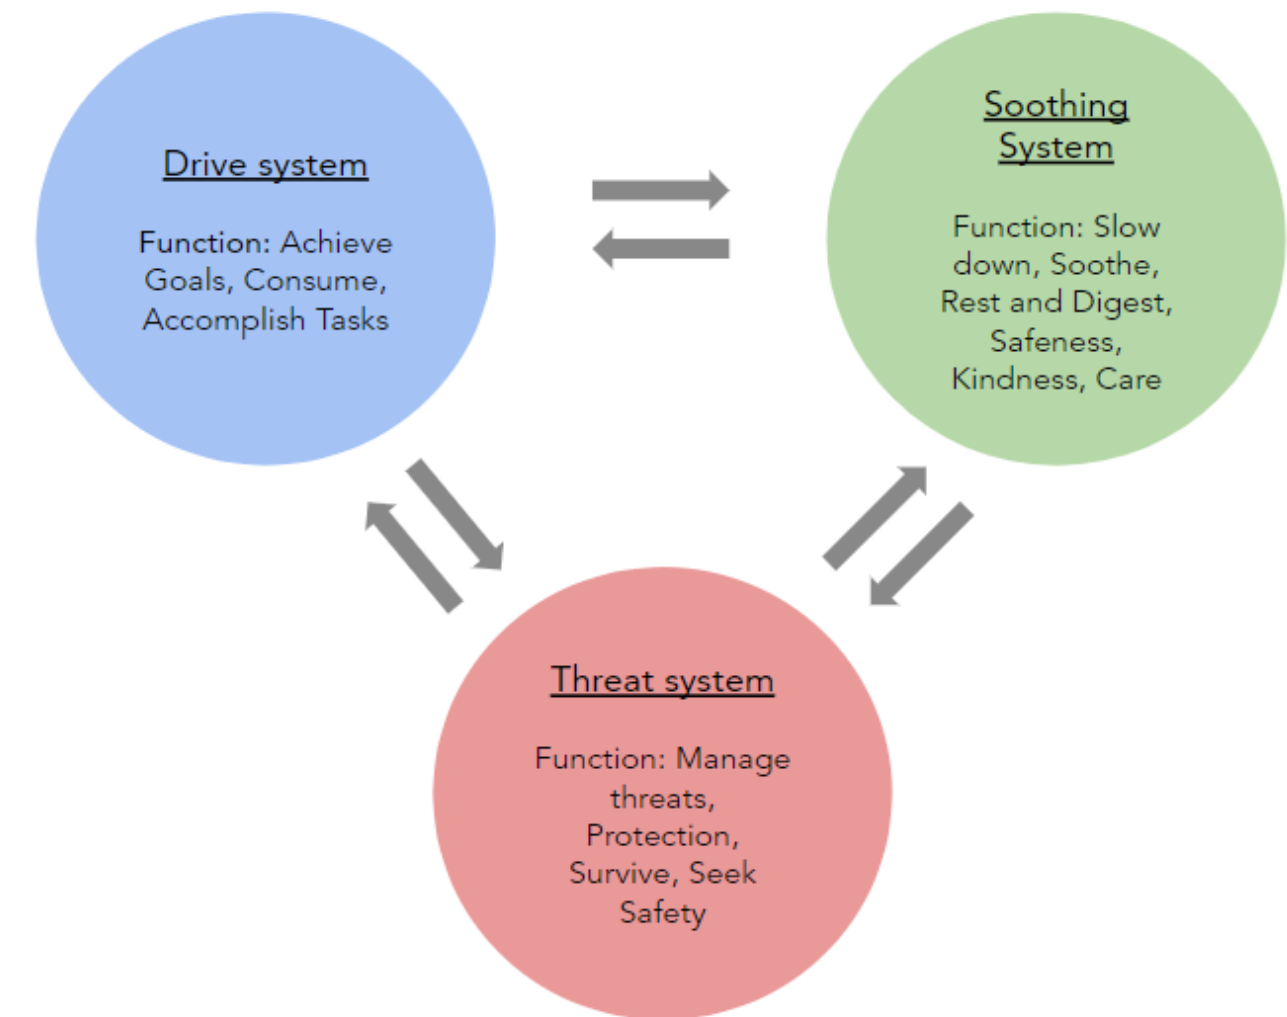 Drive system
Function: Achieve
Goals, Consume,
Accomplish Tasks
Soothing
System
Function: Slow
down, Soothe,
Rest and Digest,
Safeness,
Kindness, Care
Threat system
Function: Manage
threats,
Protection,
Survive, Seek
Safety